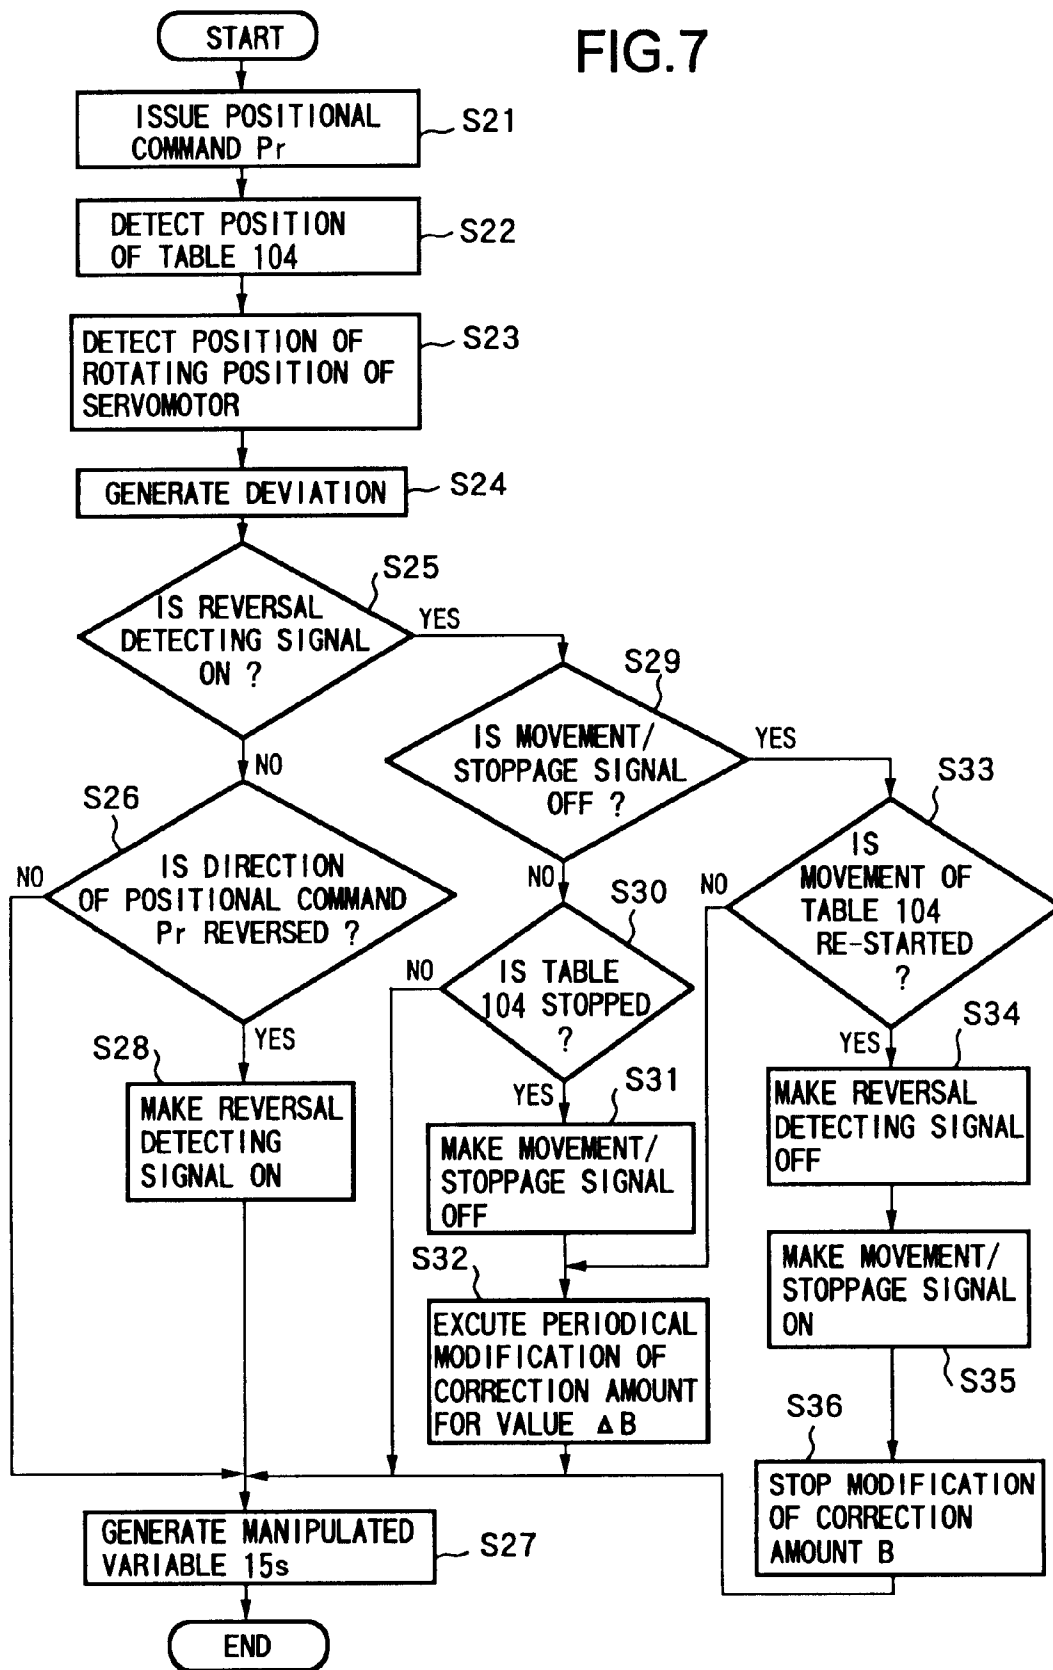 START
FIG.7
ISSUE POSITIONAL
COMMAND Pr
S21
DETECT POSITION
OF TABLE 104
S22
DETECT POSITION OF
ROTATING POSITION OF
SERVOMOTOR
S23
GENERATE DEVIATION
S24
S25
IS REVERSAL
DETECTING SIGNAL
ON ?
YES
NO
S29
IS MOVEMENT/
STOPPAGE SIGNAL
OFF ?
YES
NO
S26
IS DIRECTION
OF POSITIONAL COMMAND
Pr REVERSED ?
NO
YES
S33
IS
MOVEMENT OF
TABLE 104
RE-STARTED
?
NO
YES
S30
IS TABLE
104 STOPPED
?
NO
YES
S28
MAKE REVERSAL
DETECTING
SIGNAL ON
S31
MAKE MOVEMENT/
STOPPAGE SIGNAL
OFF
S34
MAKE REVERSAL
DETECTING SIGNAL
OFF
S32
EXCUTE PERIODICAL
MODIFICATION OF
CORRECTION AMOUNT
FOR VALUE ΔB
MAKE MOVEMENT/
STOPPAGE SIGNAL
ON
S35
S36
STOP MODIFICATION
OF CORRECTION
AMOUNT B
GENERATE MANIPULATED
VARIABLE 15s
S27
END